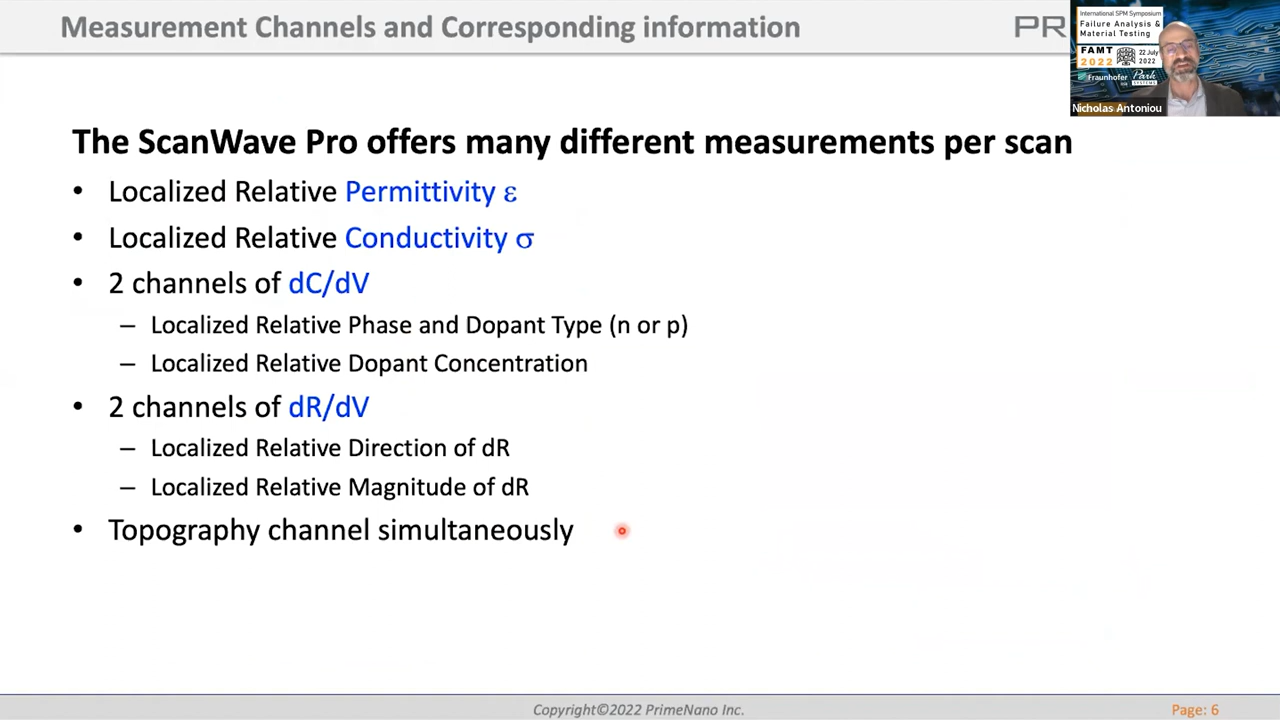 Measurement Channels and Corresponding information
PR
International SPM Symposium
Failure Analysis &
Material Testing
FAMT
2022
22 July
2022
Fraunhofer
Park
SYSTEMS
Nicholas Antoniou
The ScanWave Pro offers many different measurements per scan
• Localized Relative Permittivity ε
• Localized Relative Conductivity σ
• 2 channels of dC/dV
– Localized Relative Phase and Dopant Type (n or p)
– Localized Relative Dopant Concentration
• 2 channels of dR/dV
– Localized Relative Direction of dR
– Localized Relative Magnitude of dR
• Topography channel simultaneously
Copyright©2022 PrimeNano Inc.
Page: 6